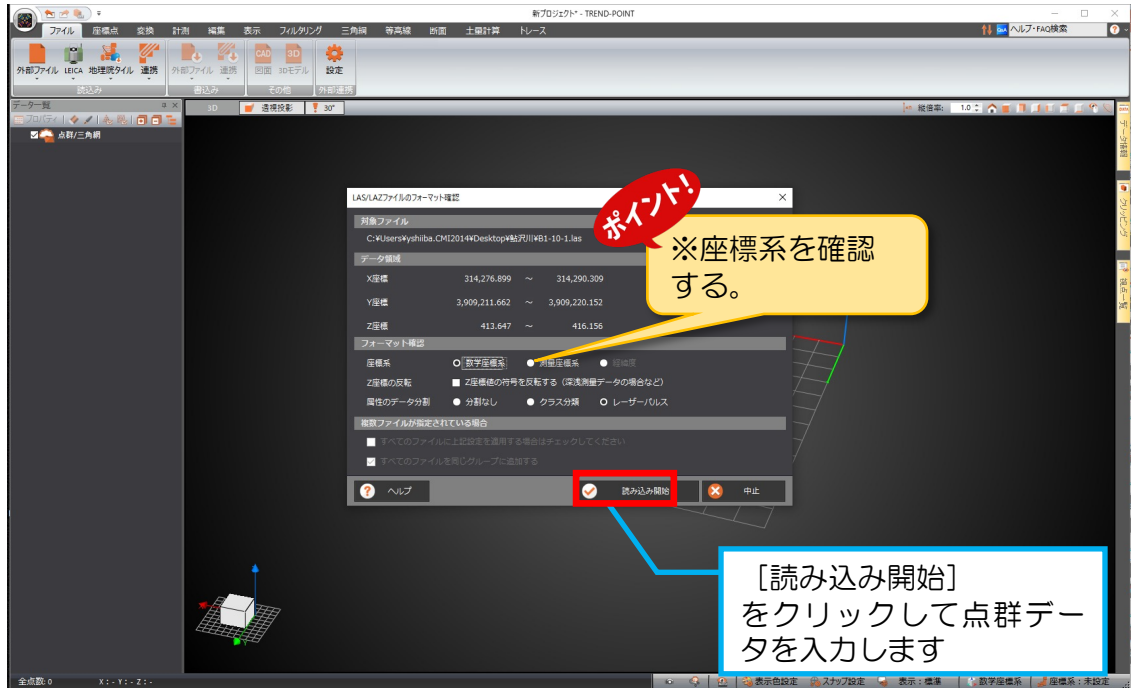 新プロジェクト* - TREND-POINT
ファイル 座標点 変換 計測 編集 表示 フィルタリング 三角網 等高線 断面 土量計算 トレース ヘルプ・FAQ検索
外部ファイル LEICA 地理院タイル 連携 外部ファイル 連携 図面 3Dモデル 設定
読込み 書込み その他 外部連携
データ一覧 3D 透視投影 30° 縦倍率: 1.0
プロパティ
点群/三角網
データ情報
クリッピング
視点一覧
LAS/LAZファイルのフォーマット確認
ポイント!
対象ファイル
C:¥Users¥yshiiba.CMI2014¥Desktop¥鮎沢川¥B1-10-1.las
※座標系を確認
する。
データ領域
X座標 314,276.899 ～ 314,290.309
Y座標 3,909,211.662 ～ 3,909,220.152
Z座標 413.647 ～ 416.156
フォーマット確認
座標系 数学座標系 測量座標系 経緯度
Z座標の反転 Z座標値の符号を反転する（深浅測量データの場合など）
属性のデータ分割 分割なし クラス分類 レーザーパルス
複数ファイルが指定されている場合
すべてのファイルに上記設定を適用する場合はチェックしてください
すべてのファイルを同じグループに追加する
ヘルプ 読み込み開始 中止
［読み込み開始］
をクリックして点群デー
タを入力します
全点数: 0 X : - Y : - Z : - 表示色設定 スナップ設定 表示：標準 数学座標系 座標系：未設定